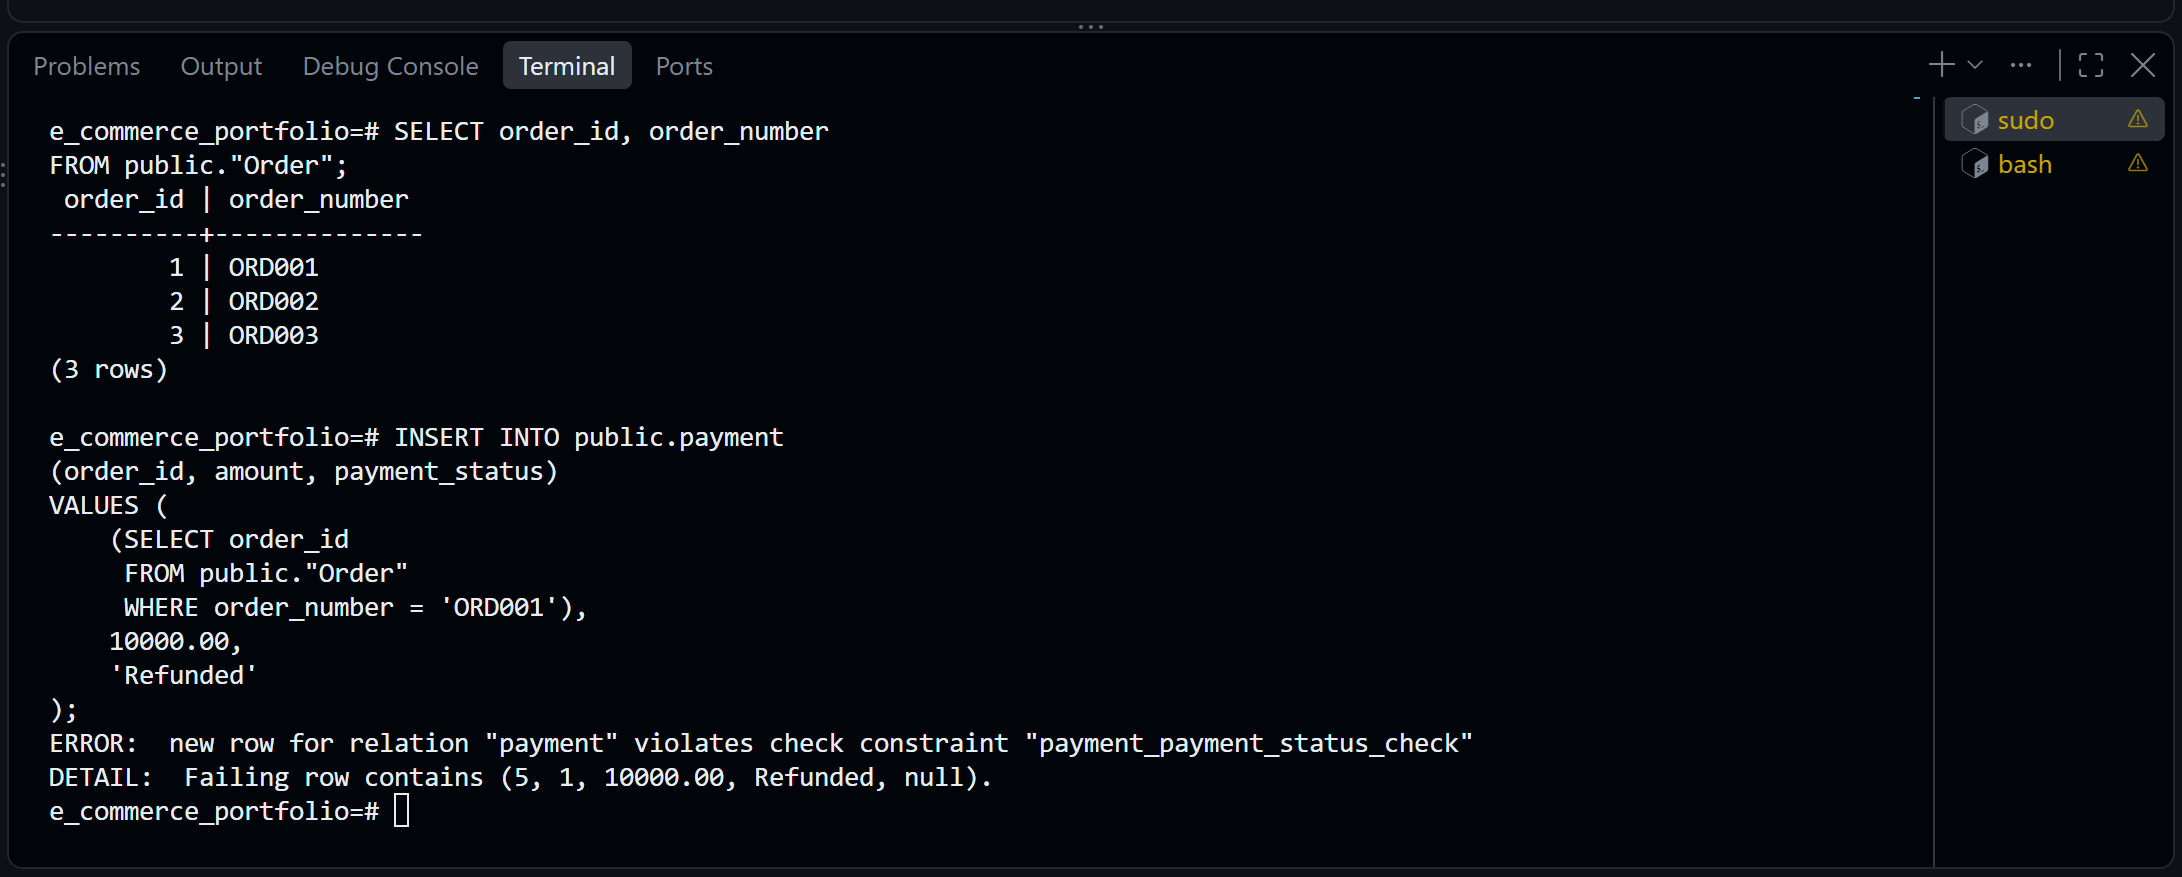 Problems Output Debug Console Terminal Ports
sudo
bash
e_commerce_portfolio=# SELECT order_id, order_number
FROM public."Order";
 order_id | order_number
----------+--------------
        1 | ORD001
        2 | ORD002
        3 | ORD003
(3 rows)
e_commerce_portfolio=# INSERT INTO public.payment
(order_id, amount, payment_status)
VALUES (
    (SELECT order_id
     FROM public."Order"
     WHERE order_number = 'ORD001'),
    10000.00,
    'Refunded'
);
ERROR:  new row for relation "payment" violates check constraint "payment_payment_status_check"
DETAIL:  Failing row contains (5, 1, 10000.00, Refunded, null).
e_commerce_portfolio=#